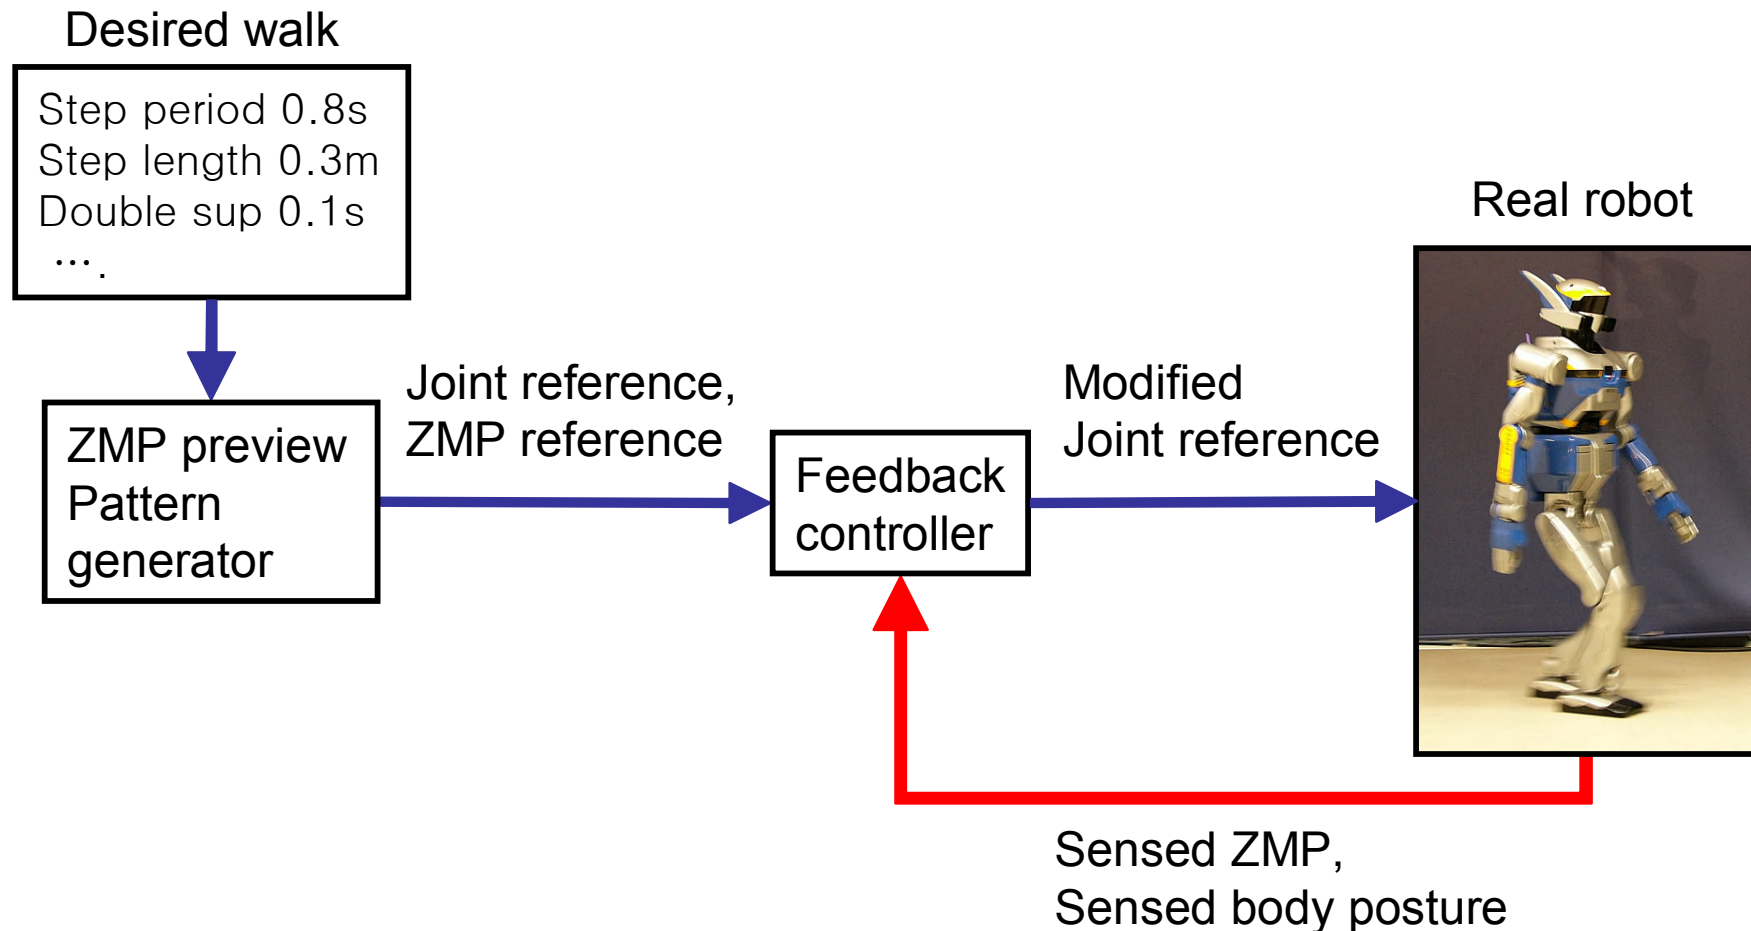 Desired walk
Step period 0.8s
Step length 0.3m
Double sup 0.1s
….
ZMP preview
Pattern
generator
Joint reference,
ZMP reference
Feedback
controller
Modified
Joint reference
Real robot
Sensed ZMP,
Sensed body posture